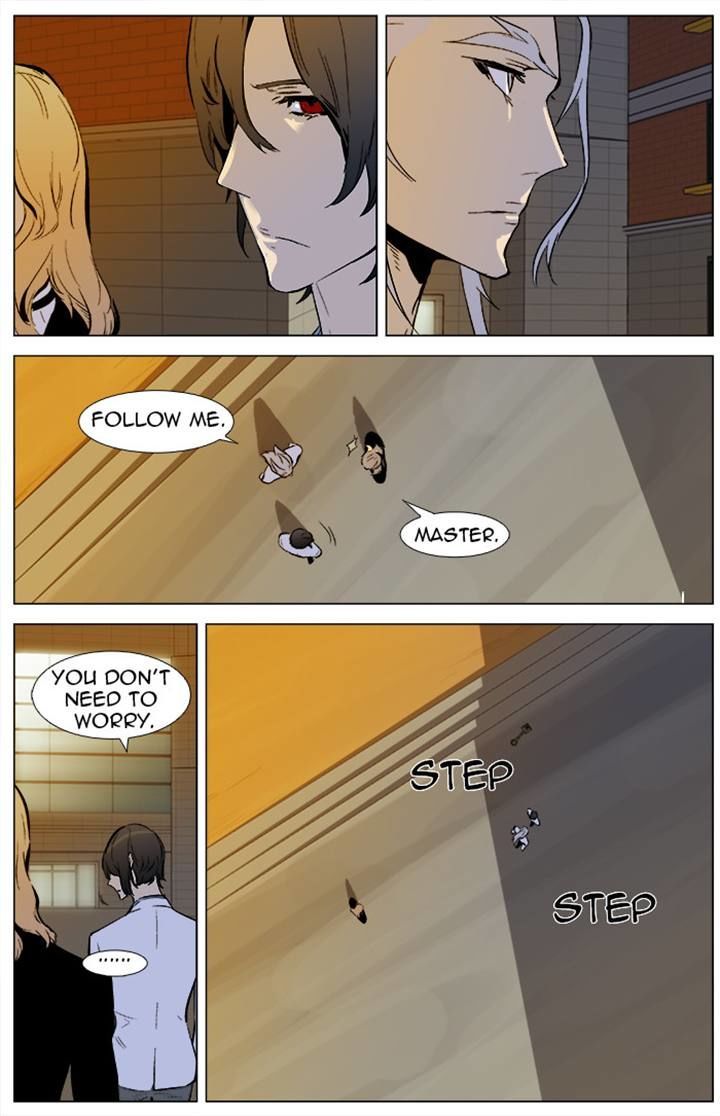 FOLLOW ME.
MASTER.
YOU DON'T
NEED TO
WORRY.
......
STEP
STEP